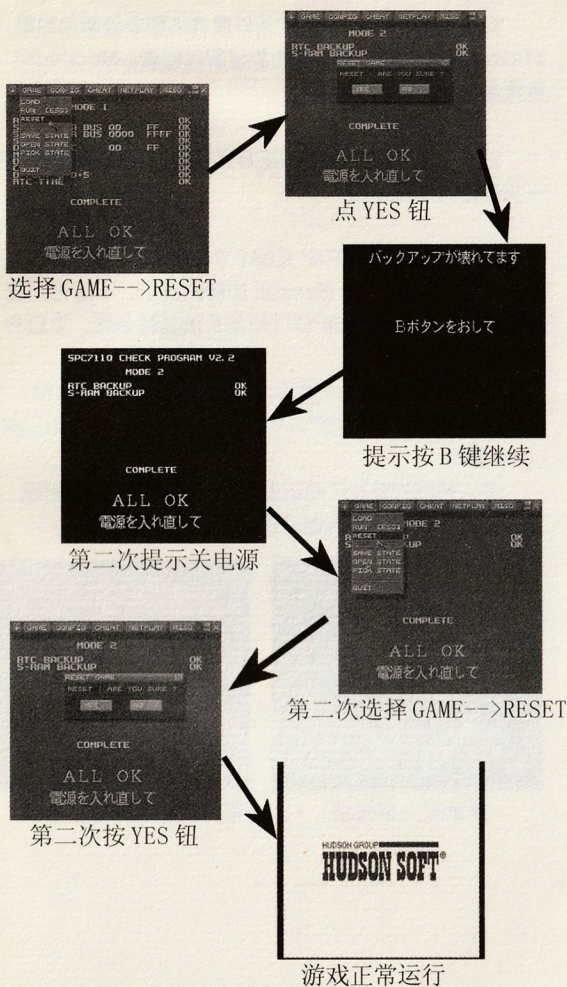 GAME CONFIG CHEAT NETPLAY MISC
MODE 2
RTC BACKUP OK
S-RAM BACKUP OK
RESET GAME
RESET : ARE YOU SURE ?
YES NO
COMPLETE
ALL OK
電源を入れ直して
点 YES 钮
GAME CONFIG CHEAT NETPLAY MISC
LOAD
RUN
RESET
MODE 1
OK
BUS 00 FF OK
BUS 0000 FFFF OK
SAVE STATE OK
OPEN STATE 00 FF OK
PICK STATE OK
OK
QUIT OK
OK
RTC TIME OK
COMPLETE
ALL OK
電源を入れ直して
选择 GAME-->RESET
バックアップが壊れてます
Bボタンをおして
提示按 B 键继续
SPC7110 CHECK PROGRAM V2.2
MODE 2
RTC BACKUP OK
S-RAM BACKUP OK
COMPLETE
ALL OK
電源を入れ直して
第二次提示关电源
GAME CONFIG CHEAT NETPLAY MISC
LOAD
RUN
RESET
MODE 2
OK
OK
SAVE STATE
OPEN STATE
PICK STATE
QUIT
COMPLETE
ALL OK
電源を入れ直して
第二次选择 GAME-->RESET
GAME CONFIG CHEAT NETPLAY MISC
MODE 2
RTC BACKUP OK
S-RAM BACKUP OK
RESET GAME
RESET : ARE YOU SURE ?
YES NO
COMPLETE
ALL OK
電源を入れ直して
第二次按 YES 钮
HUDSON GROUP
HUDSON SOFT®
游戏正常运行